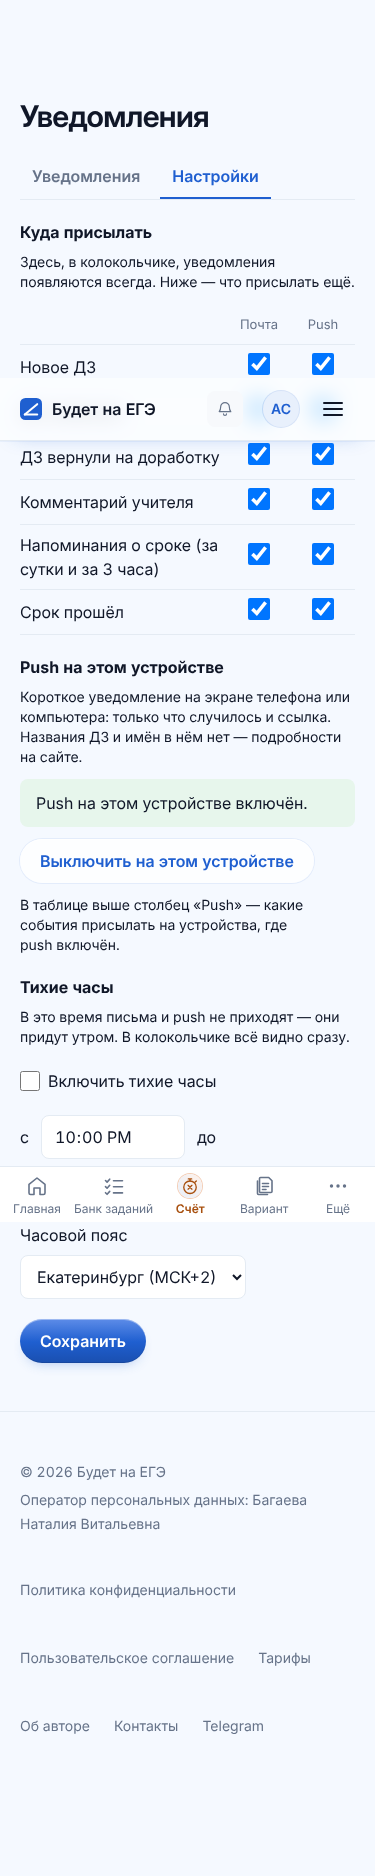 Уведомления
Уведомления Настройки
Куда присылать
Здесь, в колокольчике, уведомления
появляются всегда. Ниже — что присылать ещё.
Почта Push
Новое ДЗ
Будет на ЕГЭ АС
ДЗ вернули на доработку
Комментарий учителя
Напоминания о сроке (за
сутки и за 3 часа)
Срок прошёл
Push на этом устройстве
Короткое уведомление на экране телефона или
компьютера: только что случилось и ссылка.
Названия ДЗ и имён в нём нет — подробности
на сайте.
Push на этом устройстве включён.
Выключить на этом устройстве
В таблице выше столбец «Push» — какие
события присылать на устройства, где
push включён.
Тихие часы
В это время письма и push не приходят — они
придут утром. В колокольчике всё видно сразу.
Включить тихие часы
с 10:00 PM до
Главная Банк заданий Счёт Вариант Ещё
Часовой пояс
Екатеринбург (МСК+2)
Сохранить
© 2026 Будет на ЕГЭ
Оператор персональных данных: Багаева
Наталия Витальевна
Политика конфиденциальности
Пользовательское соглашение Тарифы
Об авторе Контакты Telegram